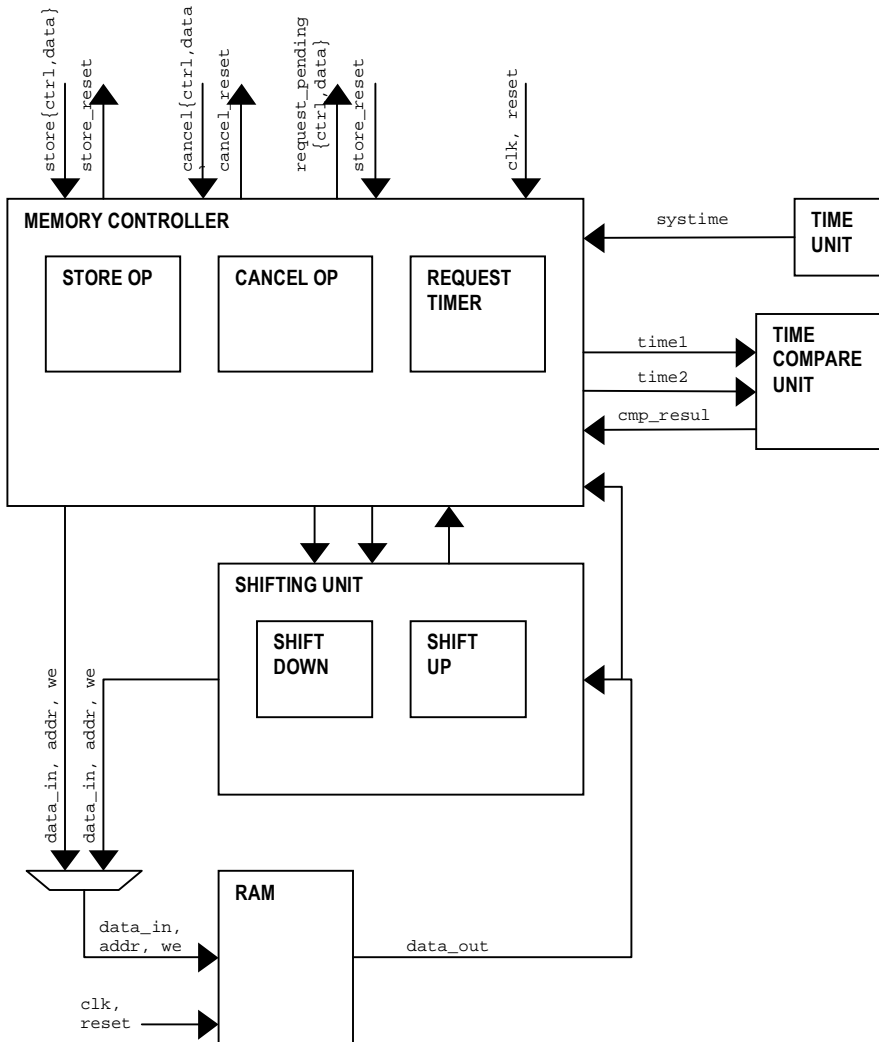 store{ctrl,data}
store_reset
cancel{ctrl,data
,
cancel_reset
request_pending
{ctrl,data}
store_reset
clk, reset
MEMORY CONTROLLER
STORE OP
CANCEL OP
REQUEST
TIMER
systime
TIME
UNIT
time1
time2
cmp_resul
TIME
COMPARE
UNIT
SHIFTING UNIT
SHIFT
DOWN
SHIFT
UP
data_in, addr, we
data_in, addr, we
RAM
data_in,
addr, we
data_out
clk,
reset